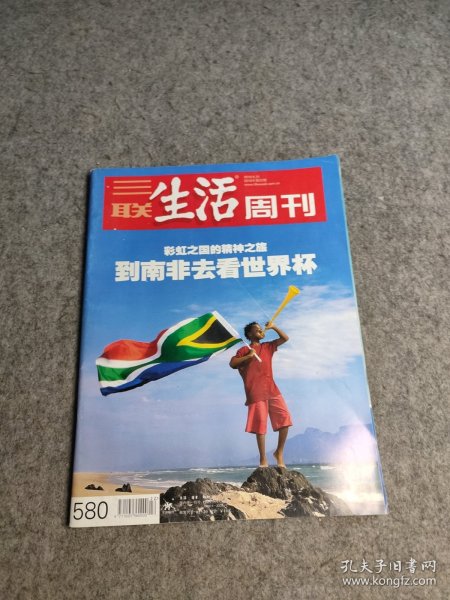 三联生活周刊
彩虹之国的精神之旅
到南非去看世界杯
580
孔夫子旧书网
www.kongfz.com